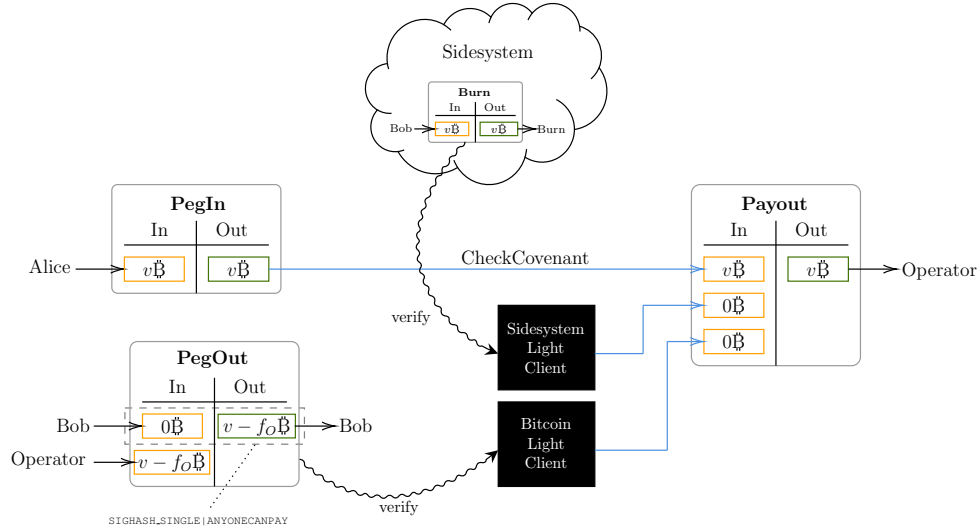 Sidesystem
Burn
In Out
Bob v₿ v₿ Burn
PegIn
In Out
Alice v₿ v₿
CheckCovenant
Payout
In Out
v₿ v₿ Operator
0₿
0₿
verify
Sidesystem
Light
Client
PegOut
In Out
Bob 0₿ v − f_O₿ Bob
Operator v − f_O₿
Bitcoin
Light
Client
verify
SIGHASH_SINGLE|ANYONECANPAY